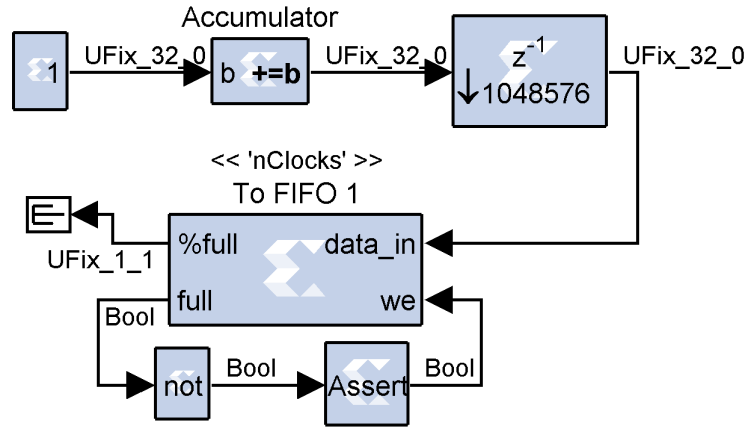 Accumulator
1
UFix_32_0
b +=b
UFix_32_0
z-1
↓1048576
UFix_32_0
<< 'nClocks' >>
To FIFO 1
%full
data_in
UFix_1_1
full
we
Bool
not
Bool
Assert
Bool